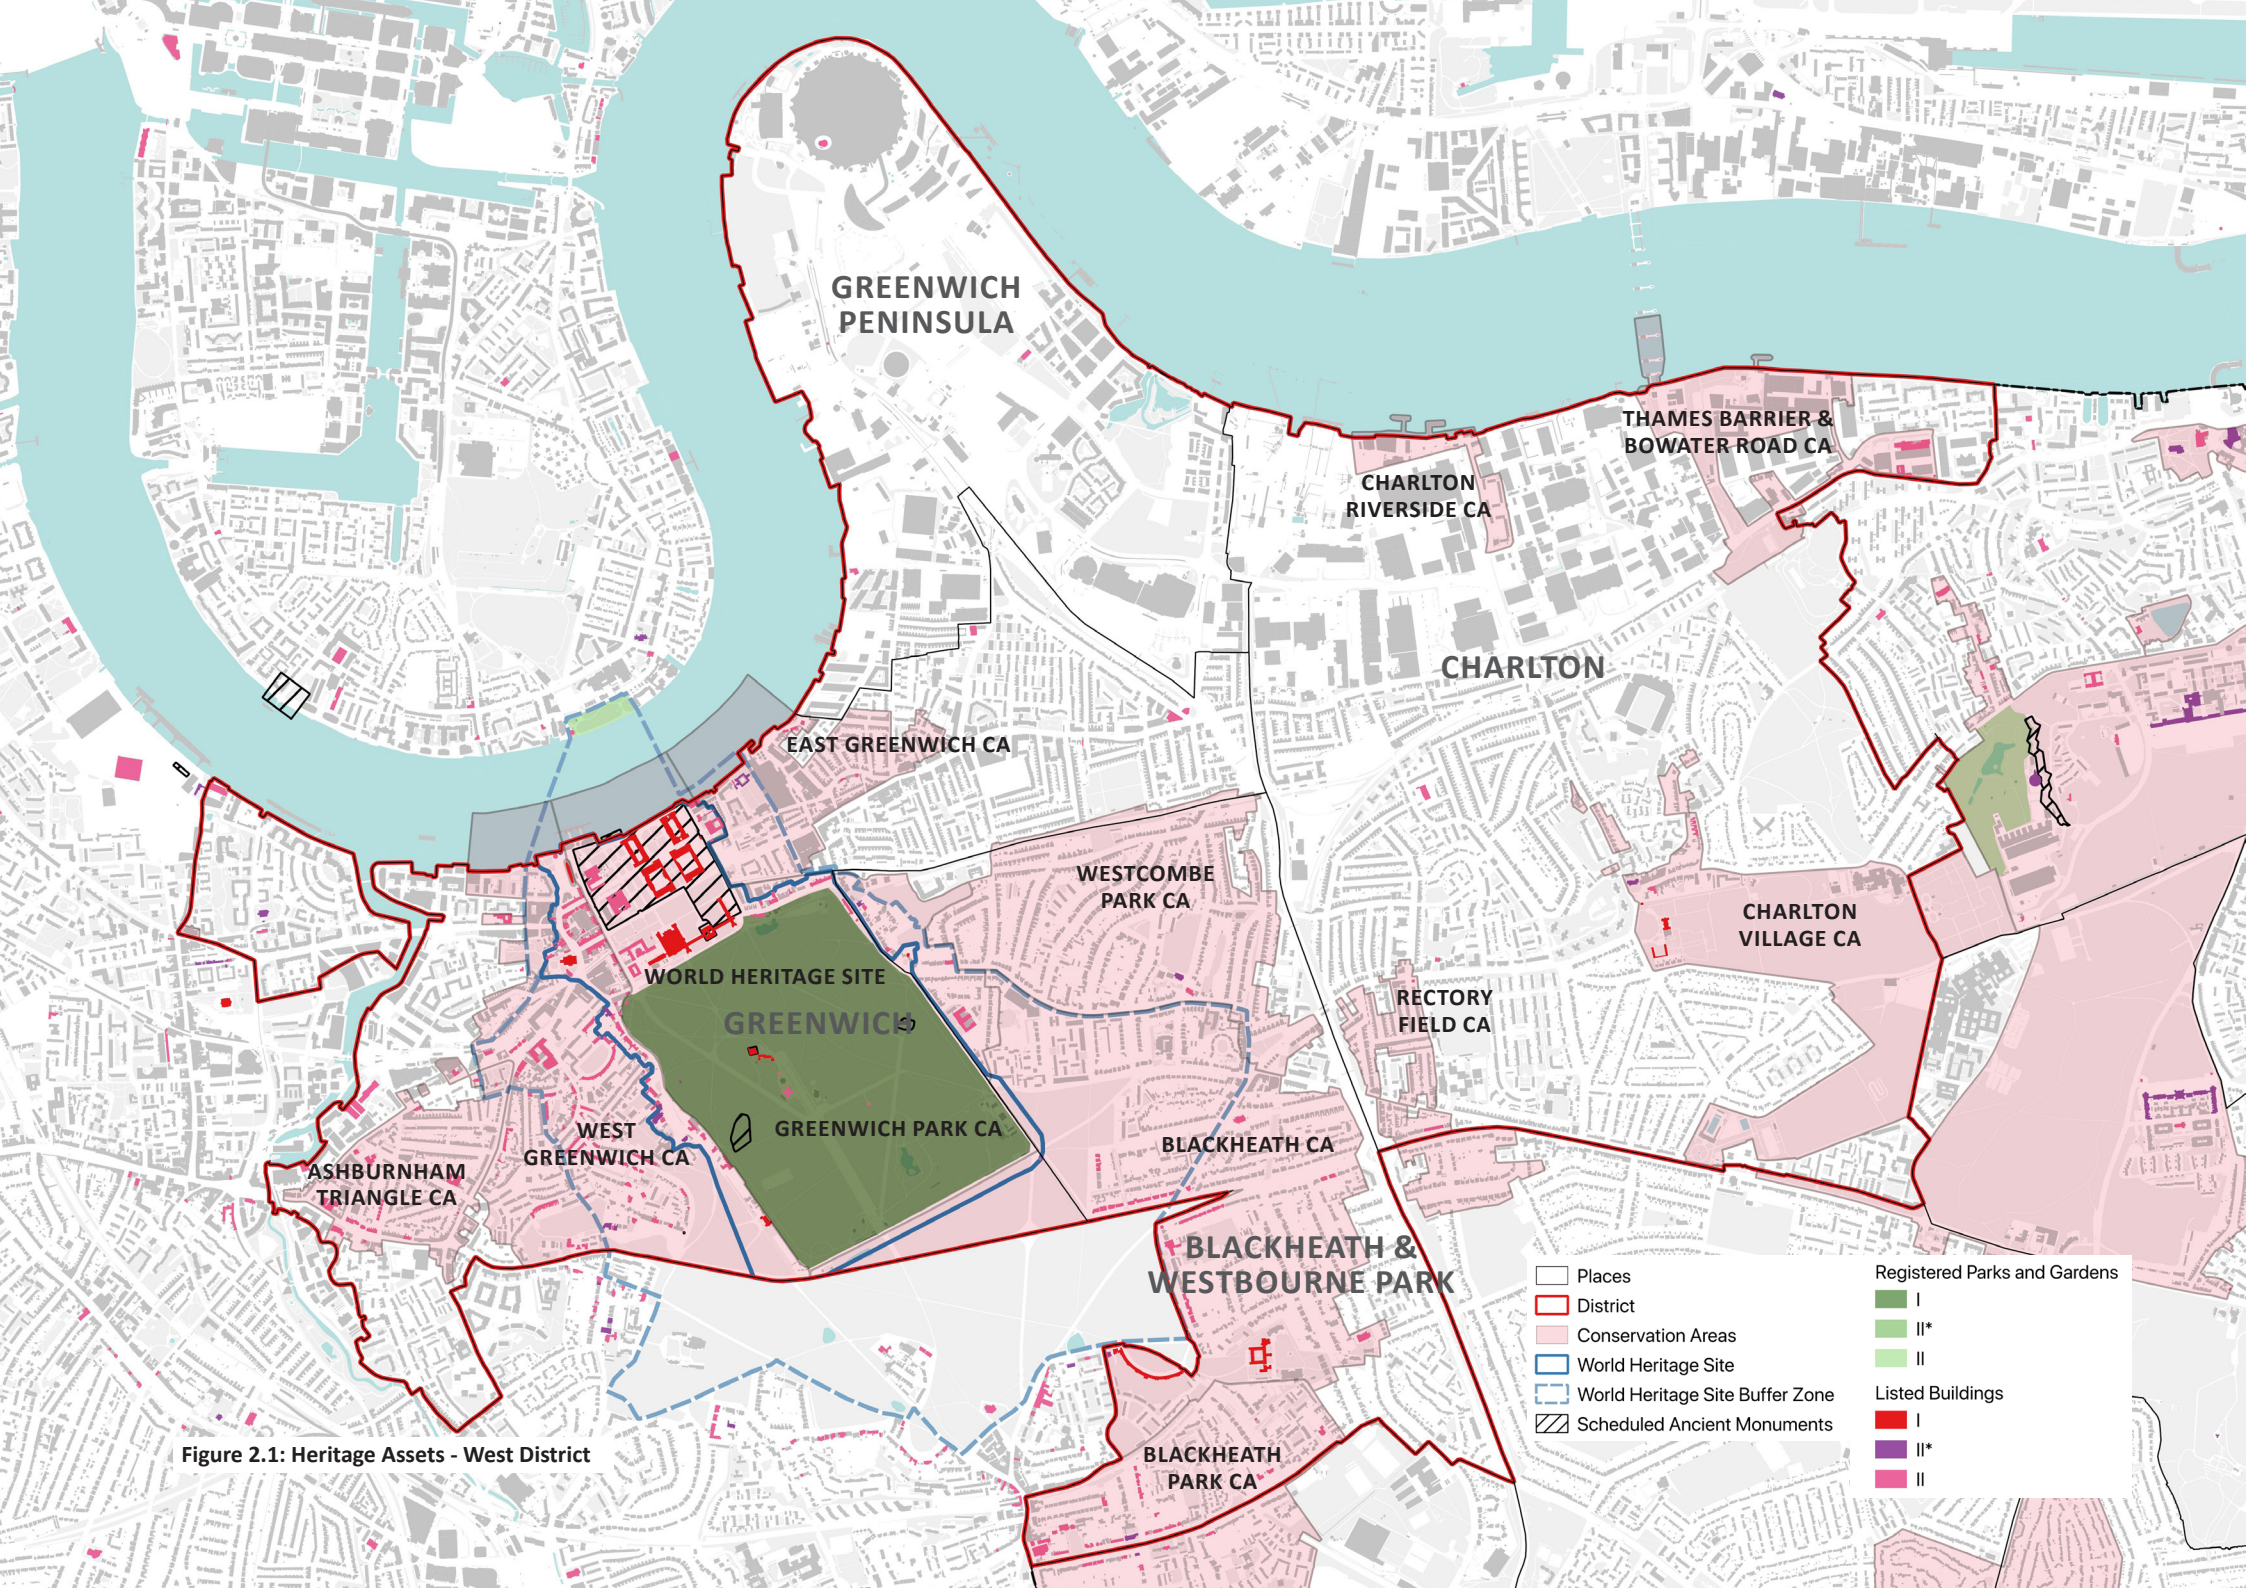 GREENWICH
PENINSULA
THAMES BARRIER &
BOWATER ROAD CA
CHARLTON
RIVERSIDE CA
CHARLTON
EAST GREENWICH CA
WESTCOMBE
PARK CA
CHARLTON
VILLAGE CA
WORLD HERITAGE SITE
GREENWICH
RECTORY
FIELD CA
GREENWICH PARK CA
WEST
GREENWICH CA
BLACKHEATH CA
ASHBURNHAM
TRIANGLE CA
BLACKHEATH &
WESTBOURNE PARK
BLACKHEATH
PARK CA
Places
District
Conservation Areas
World Heritage Site
World Heritage Site Buffer Zone
Scheduled Ancient Monuments
Registered Parks and Gardens
I
II*
II
Listed Buildings
I
II*
II
Figure 2.1: Heritage Assets - West District